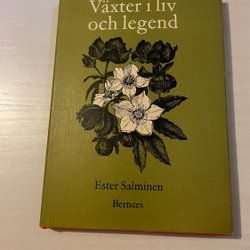 Växter i liv
och legend
Ester Salminen
Bernces